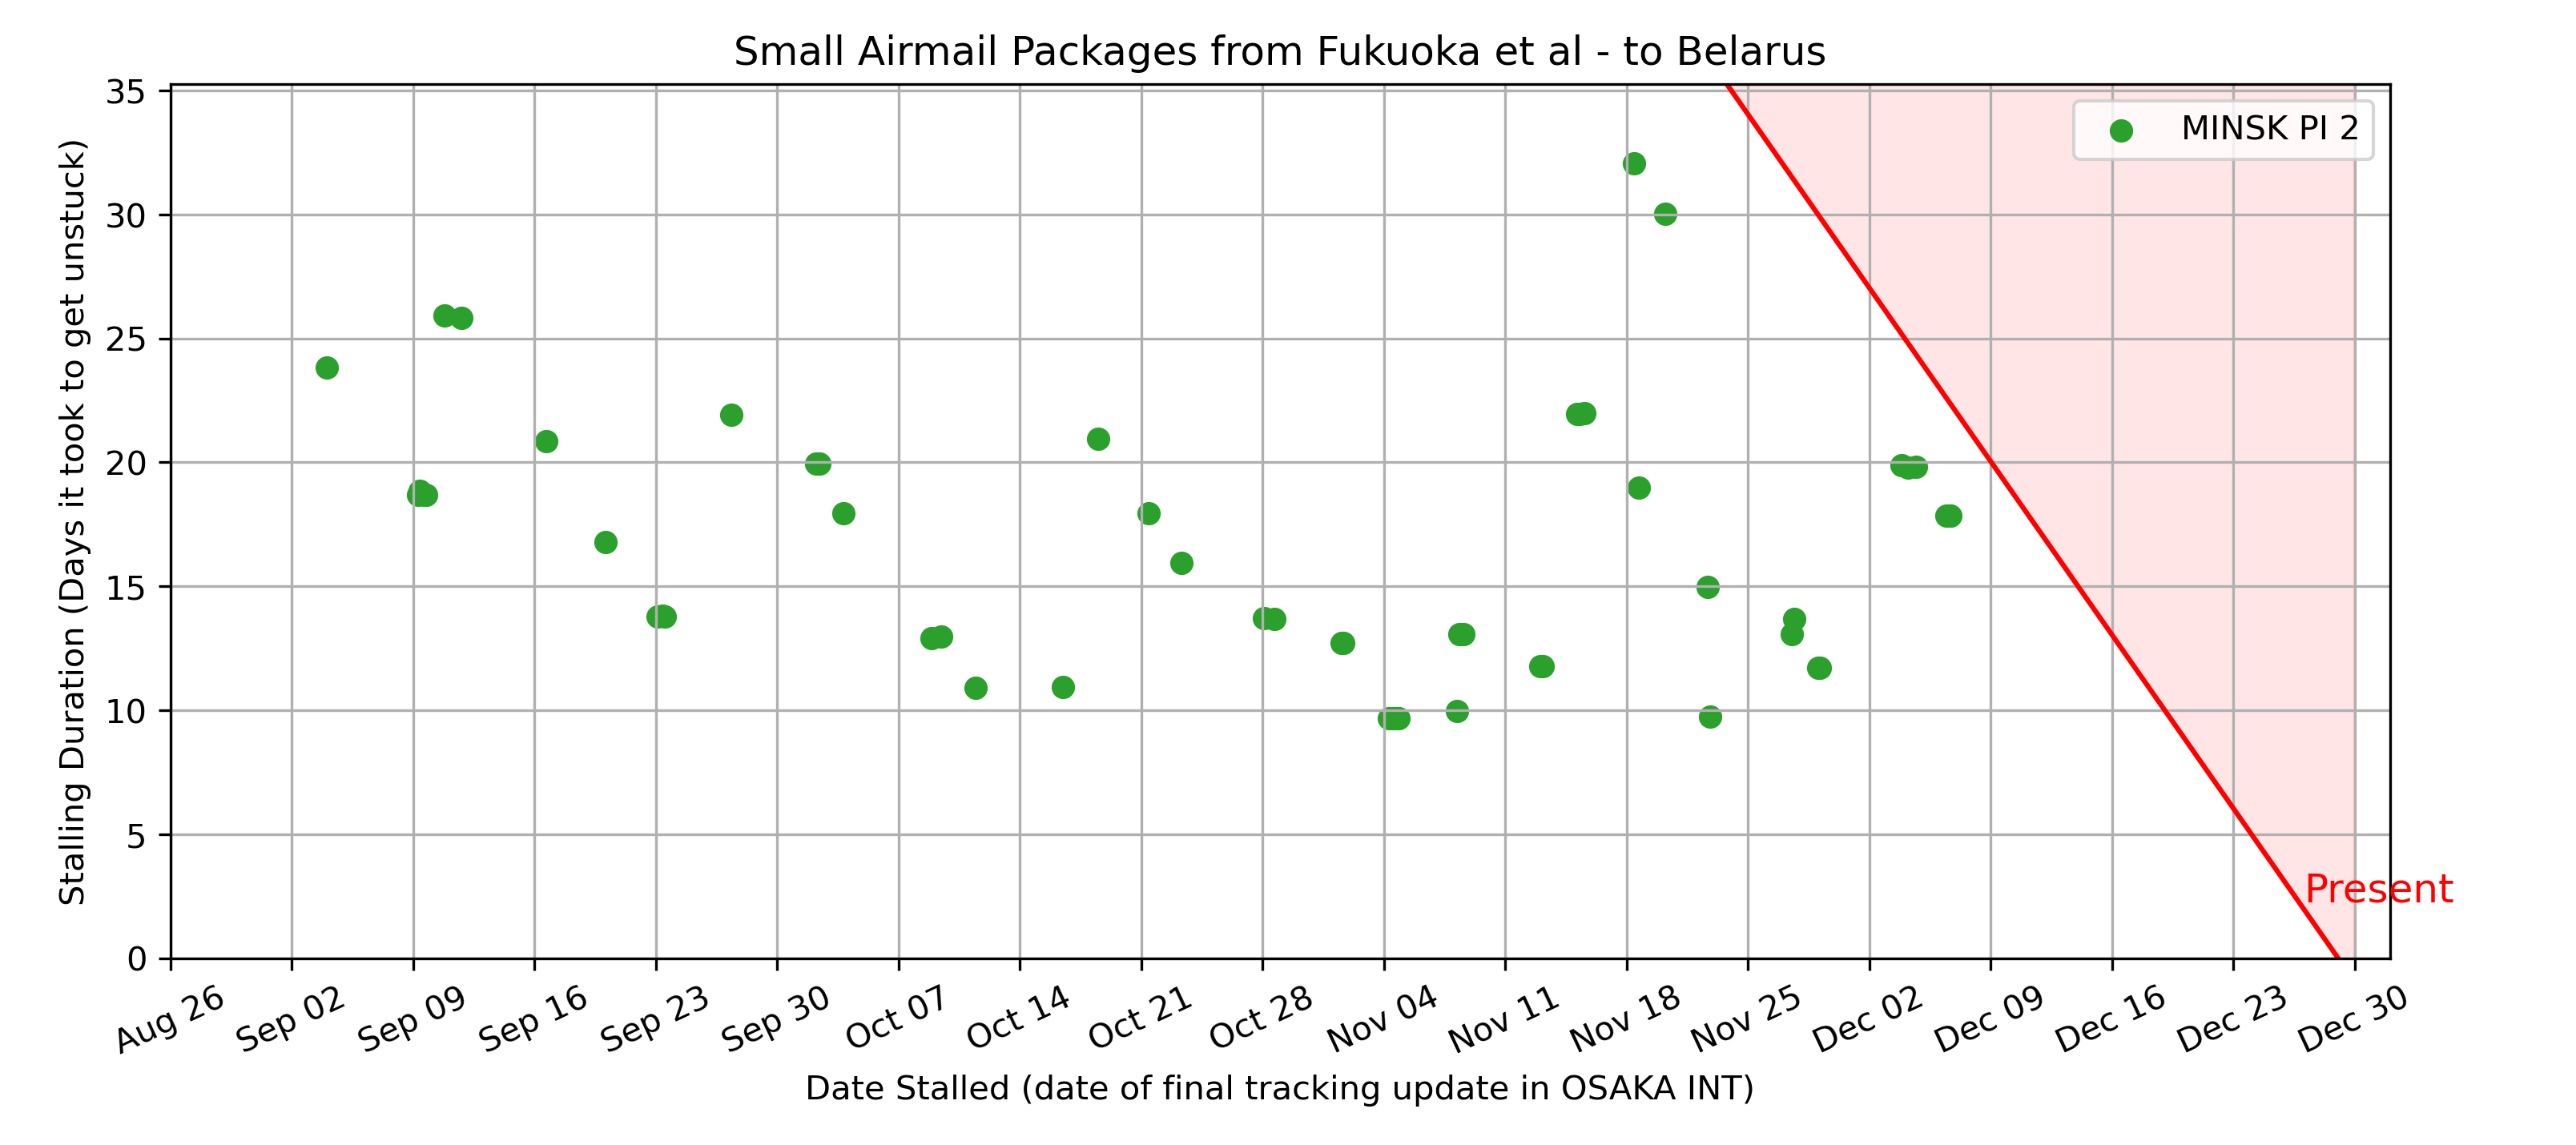 Small Airmail Packages from Fukuoka et al - to Belarus
MINSK PI 2
Stalling Duration (Days it took to get unstuck)
35
30
25
20
15
10
5
0
Present
Aug 26
Sep 02
Sep 09
Sep 16
Sep 23
Sep 30
Oct 07
Oct 14
Oct 21
Oct 28
Nov 04
Nov 11
Nov 18
Nov 25
Dec 02
Dec 09
Dec 16
Dec 23
Dec 30
Date Stalled (date of final tracking update in OSAKA INT)